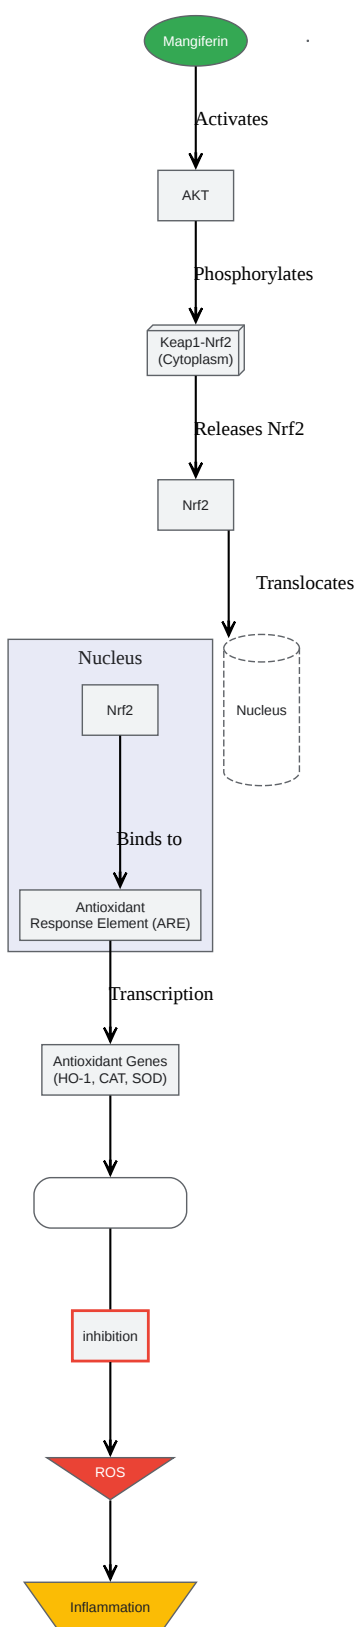 Mangiferin
Activates
AKT
Phosphorylates
Keap1-Nrf2
(Cytoplasm)
Releases Nrf2
Nrf2
Translocates
Nucleus
Nrf2
Nucleus
Binds to
Antioxidant
Response Element (ARE)
Transcription
Antioxidant Genes
(HO-1, CAT, SOD)
inhibition
ROS
Inflammation